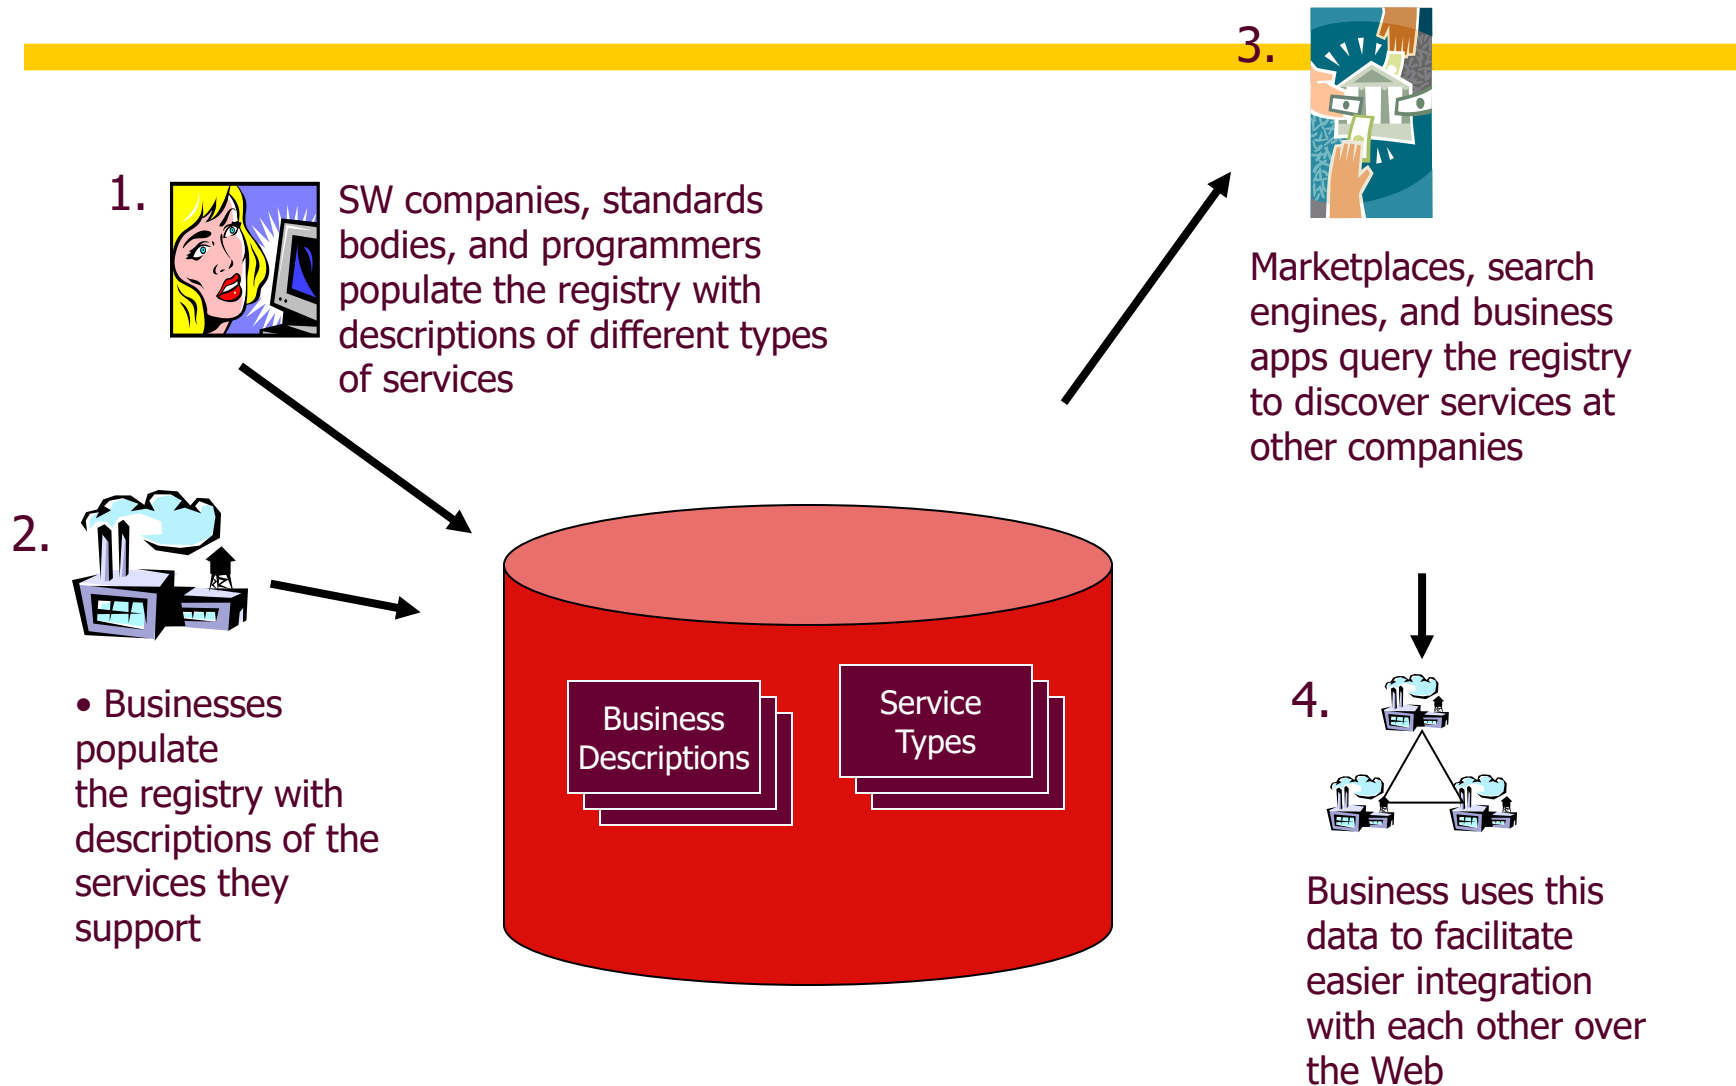 1.
SW companies, standards
bodies, and programmers
populate the registry with
descriptions of different types
of services
2.
• Businesses
populate
the registry with
descriptions of the
services they
support
Business
Descriptions
Service
Types
3.
Marketplaces, search
engines, and business
apps query the registry
to discover services at
other companies
4.
Business uses this
data to facilitate
easier integration
with each other over
the Web